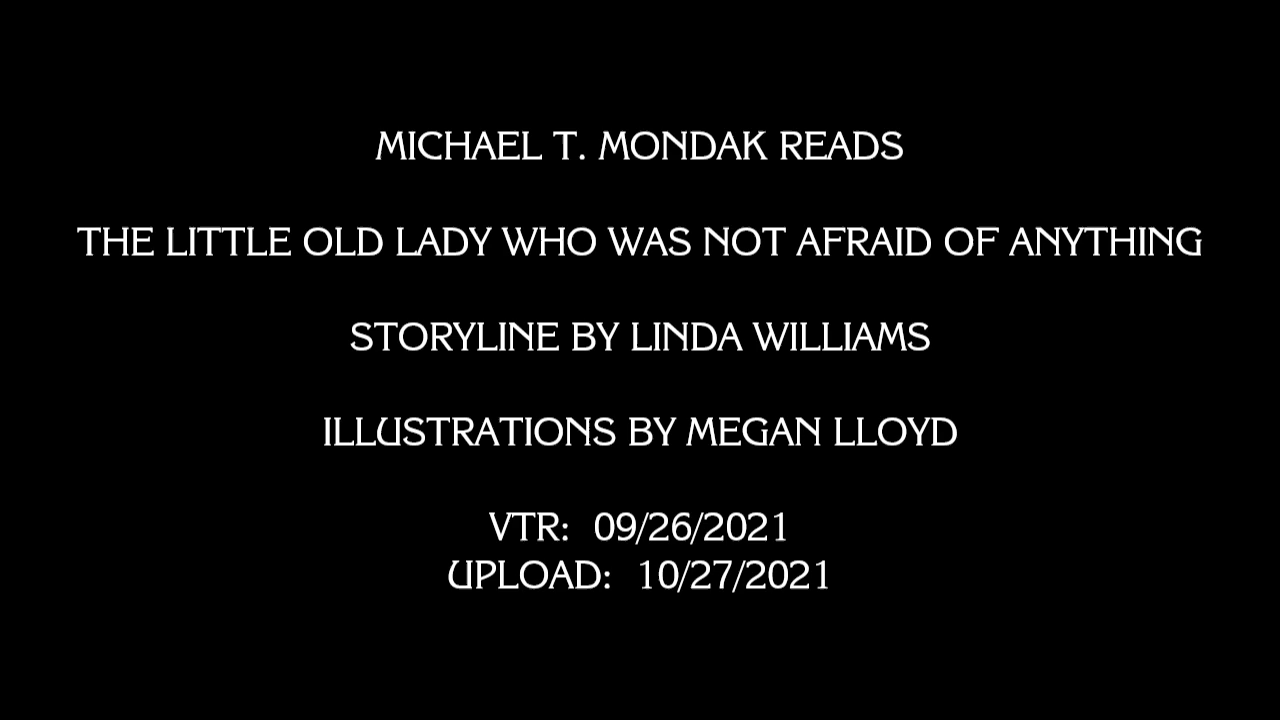 MICHAEL T. MONDAK READS
THE LITTLE OLD LADY WHO WAS NOT AFRAID OF ANYTHING
STORYLINE BY LINDA WILLIAMS
ILLUSTRATIONS BY MEGAN LLOYD
VTR: 09/26/2021
UPLOAD: 10/27/2021